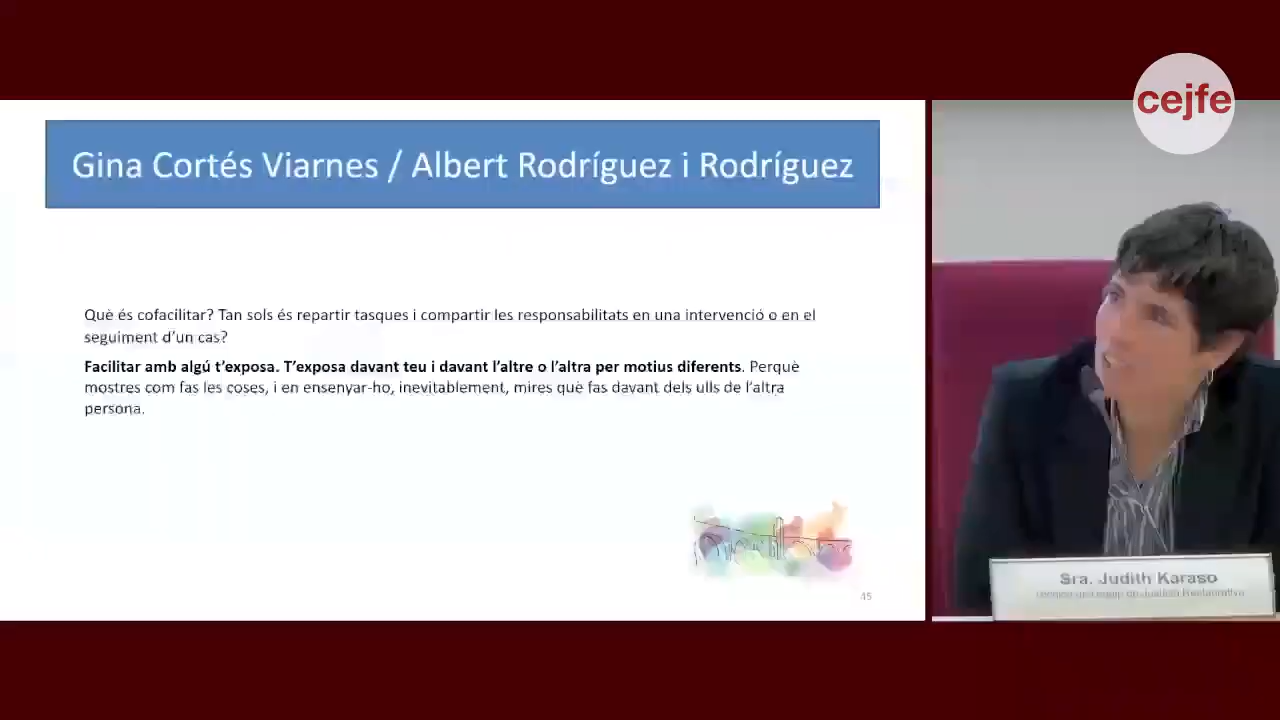 cejfe
Gina Cortés Viarnes / Albert Rodríguez i Rodríguez
Què és cofacilitar? Tan sols és repartir tasques i compartir les responsabilitats en una intervenció o en el
seguiment d'un cas?
Facilitar amb algú t'exposa. T'exposa davant teu i davant l'altre o l'altra per motius diferents. Perquè
mostres com fas les coses, i en ensenyar-ho, inevitablement, mires què fas davant dels ulls de l'altra
persona.
45
Sra. Judith Karaso
Justícia Restaurativa